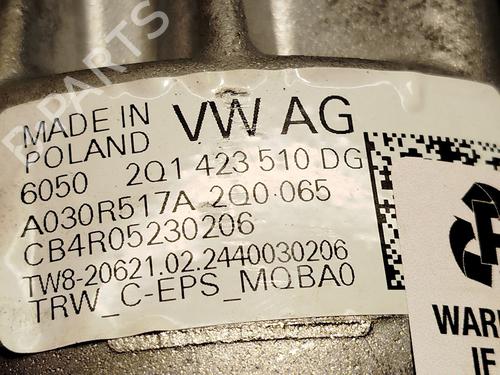 MADE IN
POLAND
VW AG
6050 2Q1 423 510 DG
A030R517A 2Q0 065
CB4R05230206
TW8-20621.02.2440030206
TRW_C-EPS_MQBA0
IF
B-PARTS